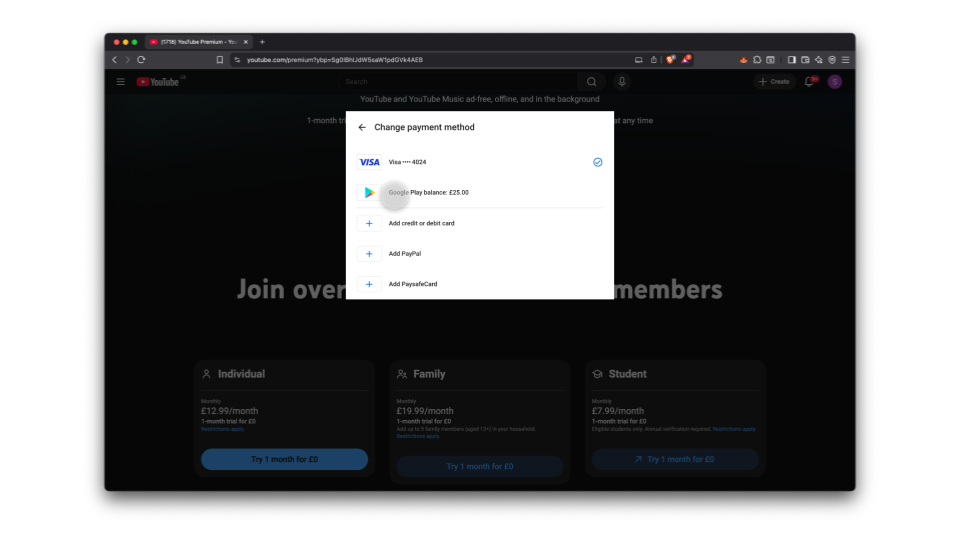 (1718) YouTube Premium - You
youtube.com/premium?ybp=Sg0IBhIJdW5saW1pdGVk4AEB
YouTube GB
Search
Create
9+
S
YouTube and YouTube Music ad-free, offline, and in the background
1-month tri
at any time
Change payment method
VISA Visa •••• 4024
Google Play balance: £25.00
Add credit or debit card
Add PayPal
Add PaysafeCard
Join over
members
Individual
Monthly
£12.99/month
1-month trial for £0
Restrictions apply.
Try 1 month for £0
Family
Monthly
£19.99/month
1-month trial for £0
Add up to 5 family members (aged 13+) in your household.
Restrictions apply.
Try 1 month for £0
Student
Monthly
£7.99/month
1-month trial for £0
Eligible students only. Annual verification required. Restrictions apply.
Try 1 month for £0